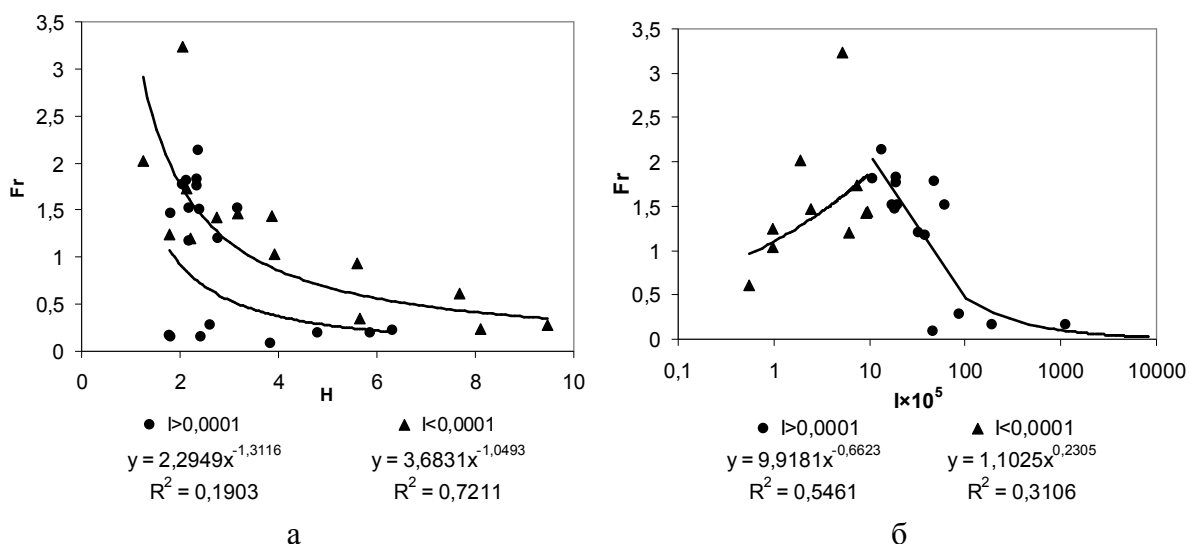 3,5
3
2,5
2
1,5
1
0,5
0
Fr
0 2 4 6 8 10
H
● I>0,0001 ▲ I<0,0001
y = 2,2949x^-1,3116 y = 3,6831x^-1,0493
R² = 0,1903 R² = 0,7211
а
3,5
3
2,5
2
1,5
1
0,5
0
Fr
0,1 1 10 100 1000 10000
I×10⁵
● I>0,0001 ▲ I<0,0001
y = 9,9181x^-0,6623 y = 1,1025x^0,2305
R² = 0,5461 R² = 0,3106
б